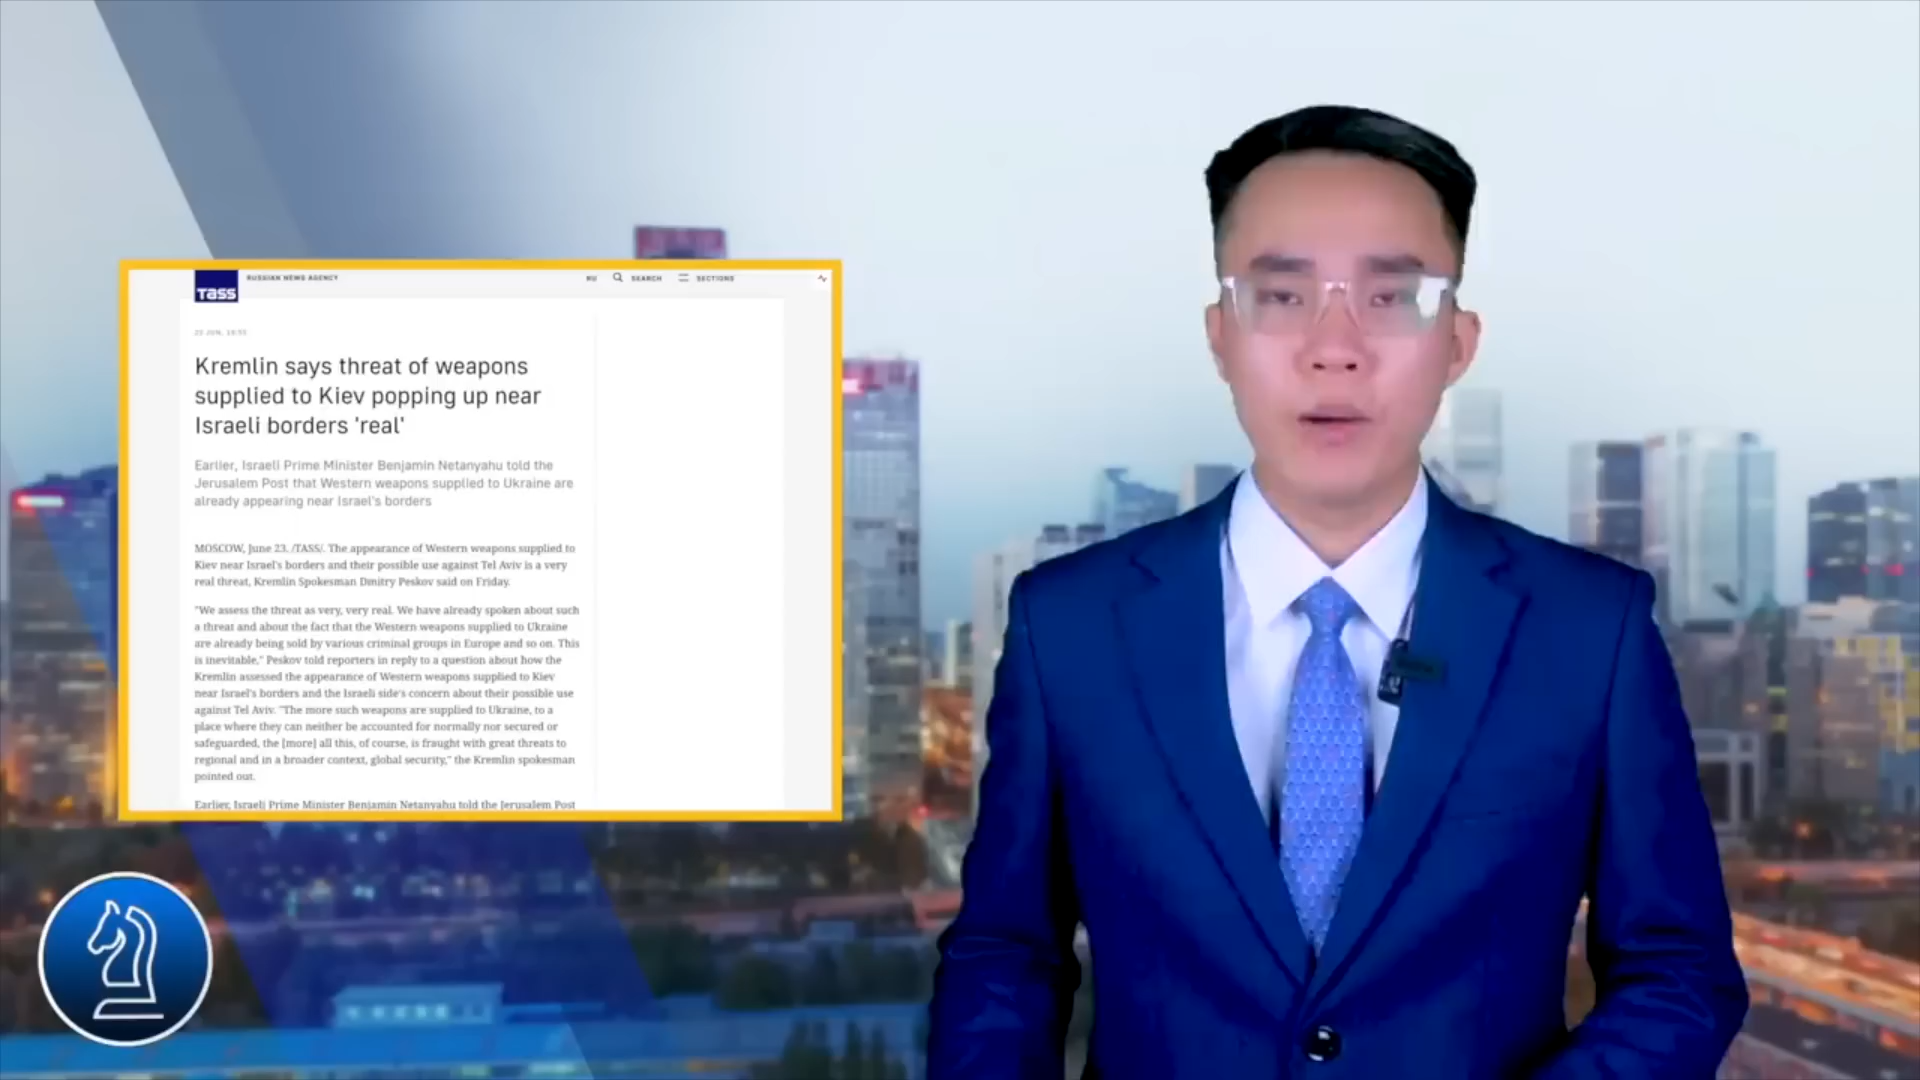 TASS
RUSSIAN NEWS AGENCY
RU
SEARCH
SECTIONS
Kremlin says threat of weapons
supplied to Kiev popping up near
Israeli borders 'real'
Earlier, Israeli Prime Minister Benjamin Netanyahu told the
Jerusalem Post that Western weapons supplied to Ukraine are
already appearing near Israel's borders
MOSCOW, June 23. /TASS/. The appearance of Western weapons supplied to
Kiev near Israel's borders and their possible use against Tel Aviv is a very
real threat, Kremlin Spokesman Dmitry Peskov said on Friday.
"We assess the threat as very, very real. We have already spoken about such
a threat and about the fact that the Western weapons supplied to Ukraine
are already being sold by various criminal groups in Europe and so on. This
is inevitable," Peskov told reporters in reply to a question about how the
Kremlin assessed the appearance of Western weapons supplied to Kiev
near Israel's borders and the Israeli side's concern about their possible use
against Tel Aviv. "The more such weapons are supplied to Ukraine, to a
place where they can neither be accounted for normally nor secured or
safeguarded, the [more] all this, of course, is fraught with great threats to
regional and in a broader context, global security," the Kremlin spokesman
pointed out.
Earlier, Israeli Prime Minister Benjamin Netanyahu told the Jerusalem Post